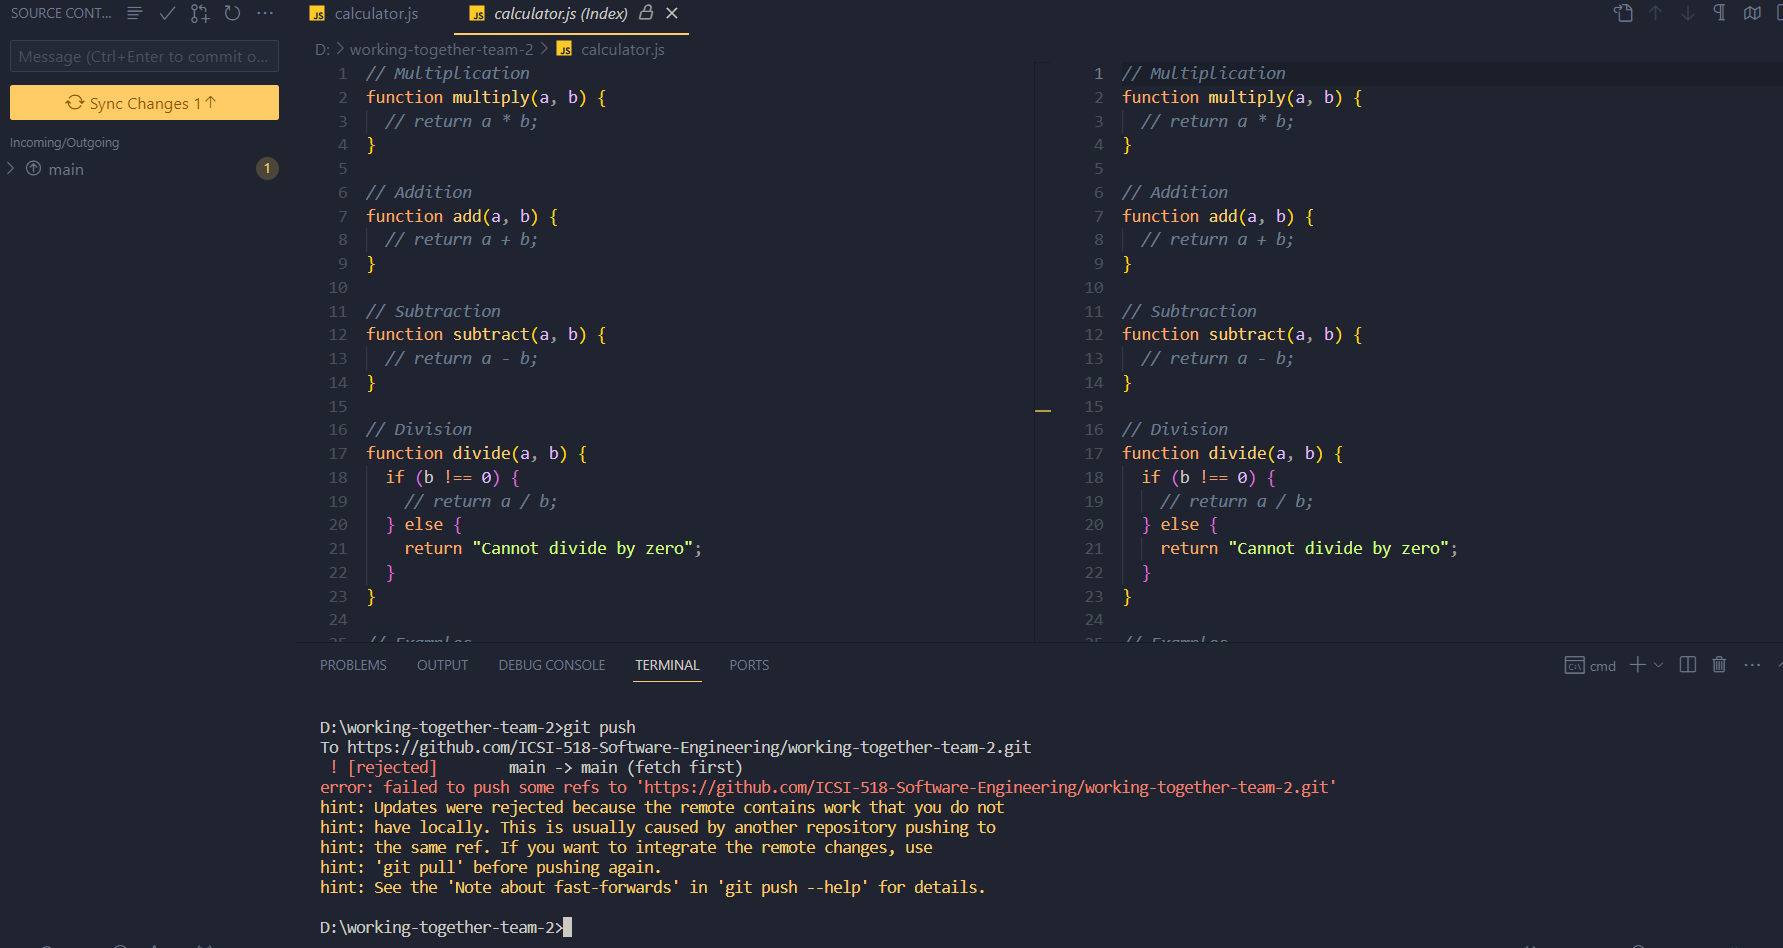 SOURCE CONT...
Message (Ctrl+Enter to commit o...
Sync Changes 1↑
Incoming/Outgoing
main 1
JS calculator.js
JS calculator.js (Index)
D: > working-together-team-2 > JS calculator.js
1 // Multiplication
2 function multiply(a, b) {
3 // return a * b;
4 }
5
6 // Addition
7 function add(a, b) {
8 // return a + b;
9 }
10
11 // Subtraction
12 function subtract(a, b) {
13 // return a - b;
14 }
15
16 // Division
17 function divide(a, b) {
18 if (b !== 0) {
19 // return a / b;
20 } else {
21 return "Cannot divide by zero";
22 }
23 }
24
25 // Examples
1 // Multiplication
2 function multiply(a, b) {
3 // return a * b;
4 }
5
6 // Addition
7 function add(a, b) {
8 // return a + b;
9 }
10
11 // Subtraction
12 function subtract(a, b) {
13 // return a - b;
14 }
15
16 // Division
17 function divide(a, b) {
18 if (b !== 0) {
19 // return a / b;
20 } else {
21 return "Cannot divide by zero";
22 }
23 }
24
25 // Examples
PROBLEMS OUTPUT DEBUG CONSOLE TERMINAL PORTS
cmd
D:\working-together-team-2>git push
To https://github.com/ICSI-518-Software-Engineering/working-together-team-2.git
! [rejected] main -> main (fetch first)
error: failed to push some refs to 'https://github.com/ICSI-518-Software-Engineering/working-together-team-2.git'
hint: Updates were rejected because the remote contains work that you do not
hint: have locally. This is usually caused by another repository pushing to
hint: the same ref. If you want to integrate the remote changes, use
hint: 'git pull' before pushing again.
hint: See the 'Note about fast-forwards' in 'git push --help' for details.
D:\working-together-team-2>